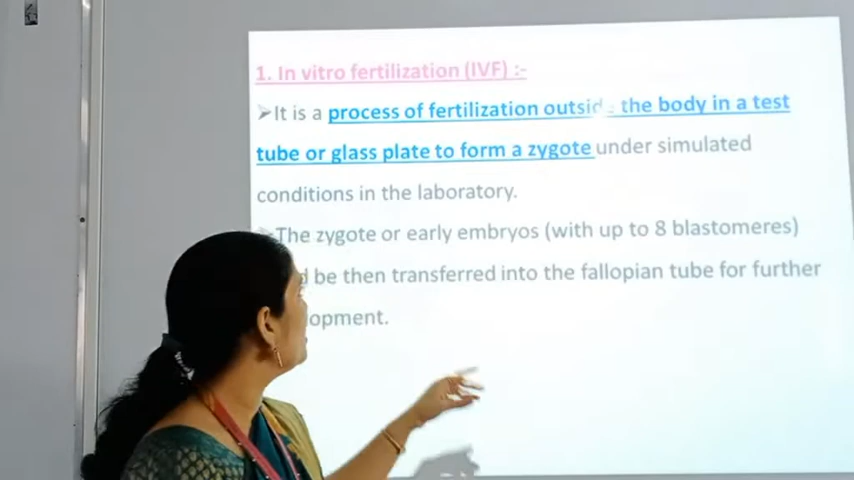 1. In vitro fertilization (IVF) :-
➢It is a process of fertilization outside the body in a test
tube or glass plate to form a zygote under simulated
conditions in the laboratory.
The zygote or early embryos (with up to 8 blastomeres)
be then transferred into the fallopian tube for further
opment.